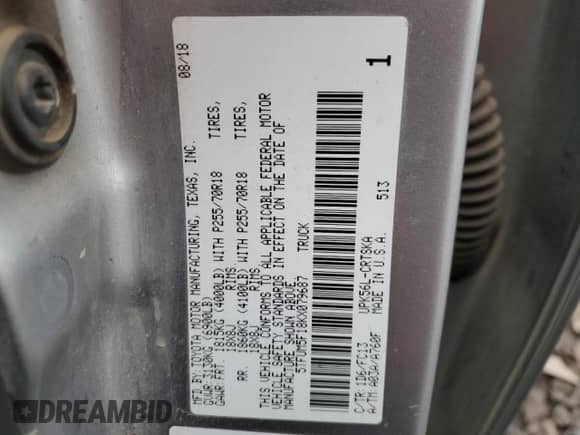 MFD BY: TOYOTA MOTOR MANUFACTURING, TEXAS, INC. 08/18
GVWR 3130KG (6900LB)
GAWR FRT. 1815KG (4000LB) WITH P255/70R18 TIRES,
18X8J RIMS.
RR. 1860KG (4100LB) WITH P255/70R18 TIRES,
18X8J RIMS.
THIS VEHICLE CONFORMS TO ALL APPLICABLE FEDERAL MOTOR
VEHICLE SAFETY STANDARDS IN EFFECT ON THE DATE OF
MANUFACTURE SHOWN ABOVE.
5TFUM5F18KX079687 TRUCK
1
UPK56L-CRTSKA 513
C/TR: 1D6/FC13 MADE IN U.S.A.
A/TM: A03A/A760F
DREAMBID